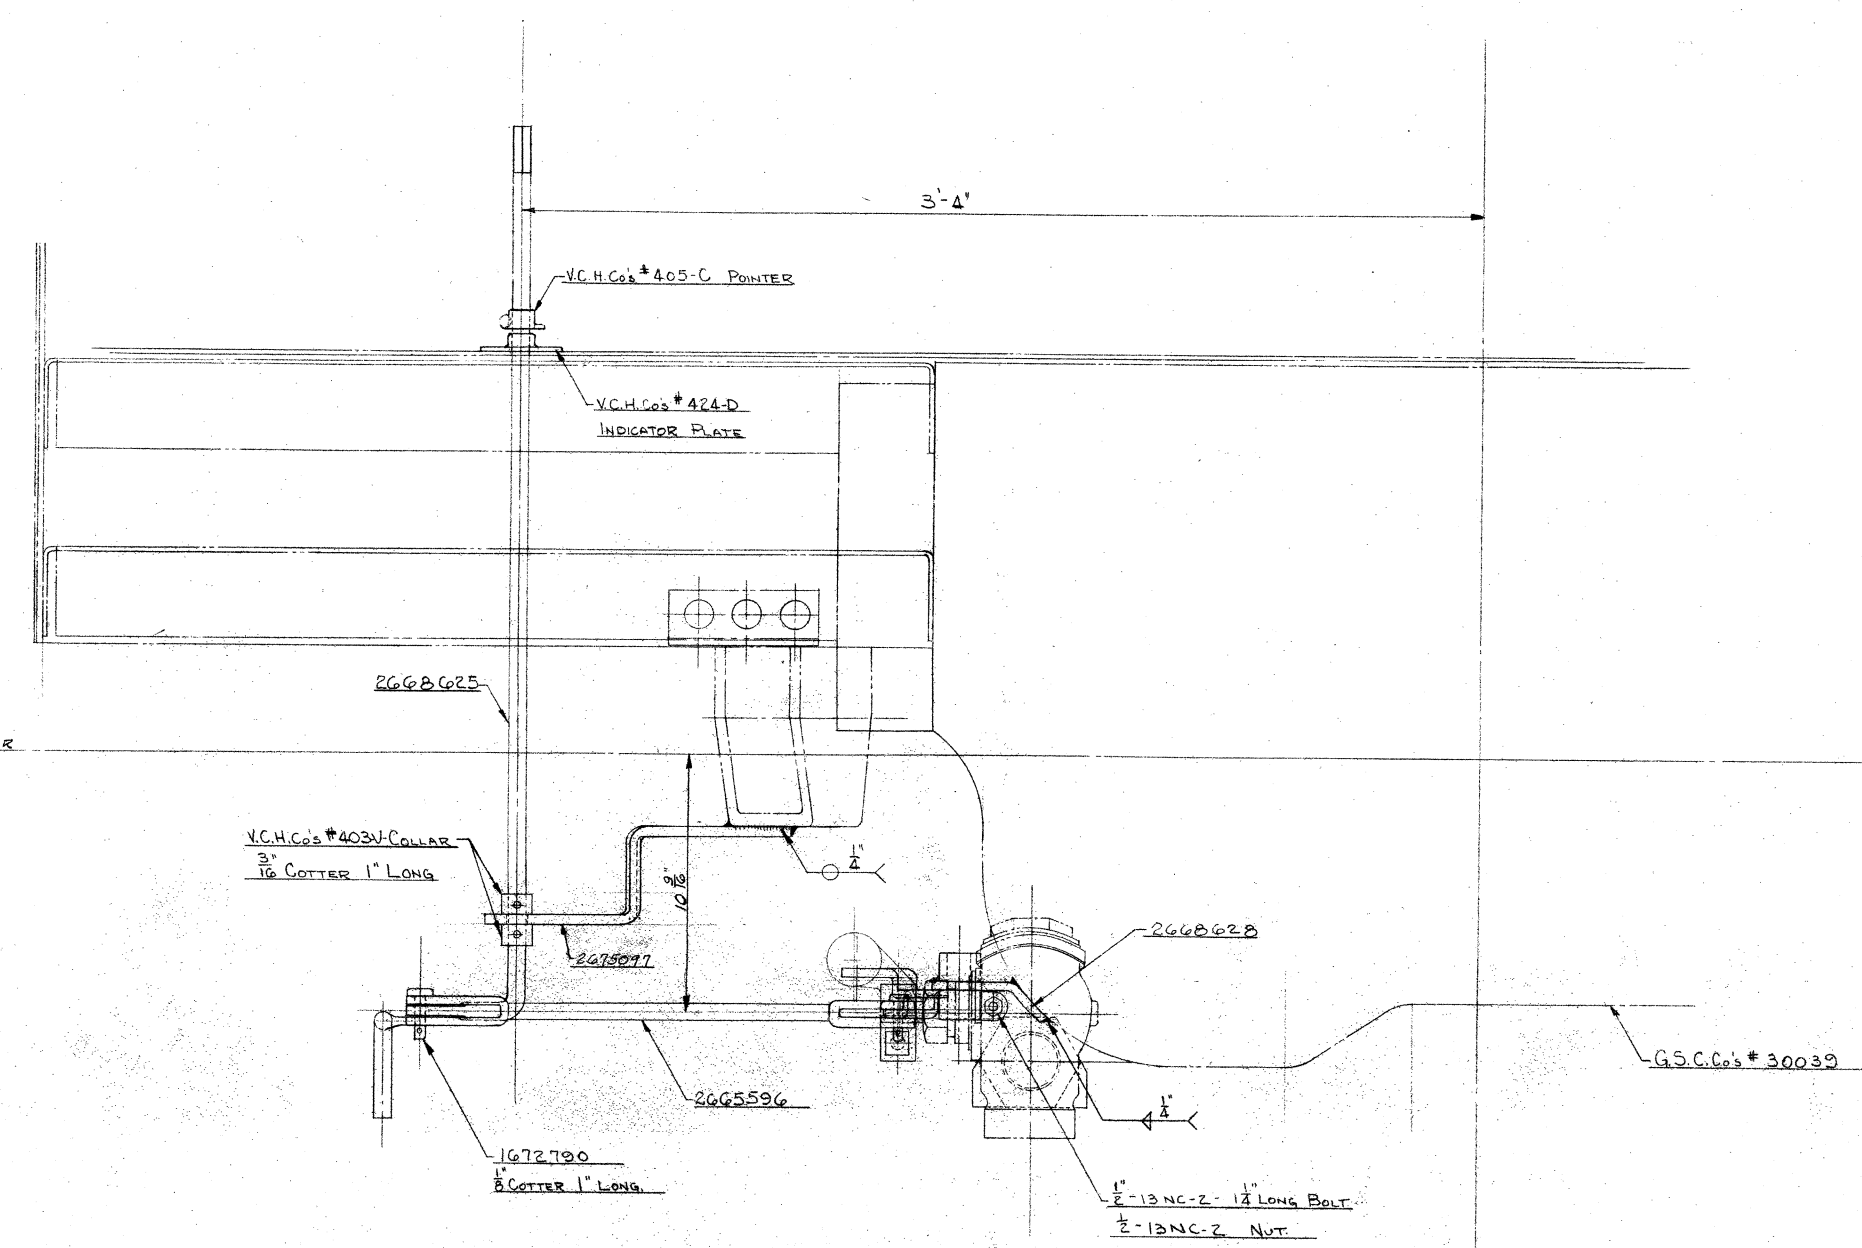 3'-4"
V.C.H.Co's # 405-C POINTER
V.C.H.Co's # 424-D
INDICATOR PLATE
2668625
R
V.C.H.Co's #403V-COLLAR
3/16" COTTER 1" LONG
1/4"
10 9/16"
2675097
2668628
G.S.C.Co's # 30039
2665596
1/4"
1672790
1/8" COTTER 1" LONG.
1/2"-13NC-2- 1 1/4" LONG BOLT.
1/2-13NC-2 NUT.